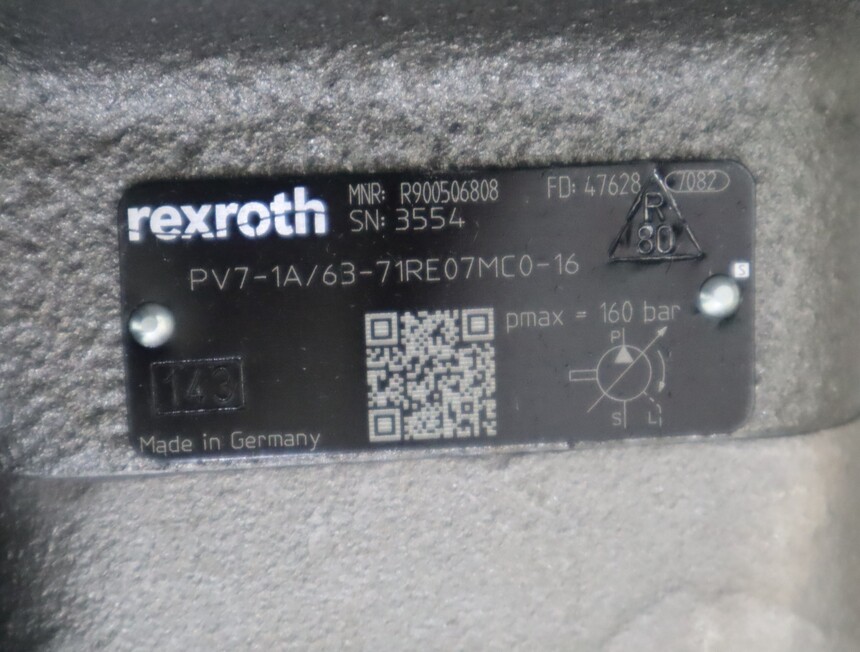 rexroth
MNR: R900506808 FD: 47628 7082
SN: 3554
R
80
PV7-1A/63-71RE07MC0-16
S
pmax = 160 bar
P
143
S L
Made in Germany